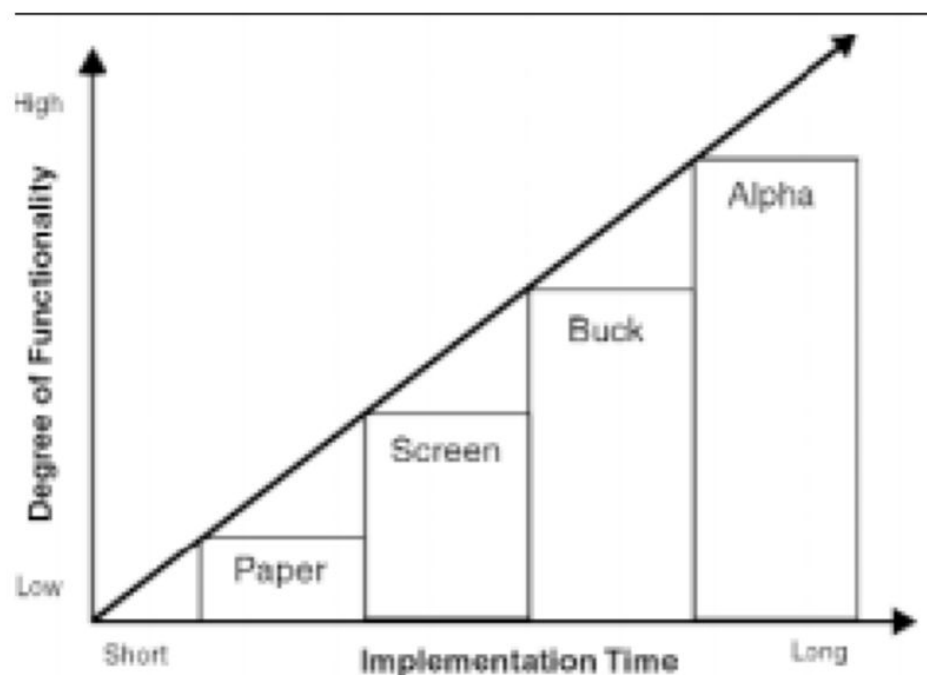 High
Alpha
Degree of Functionality
Buck
Screen
Paper
Low
Short
Implementation Time
Long